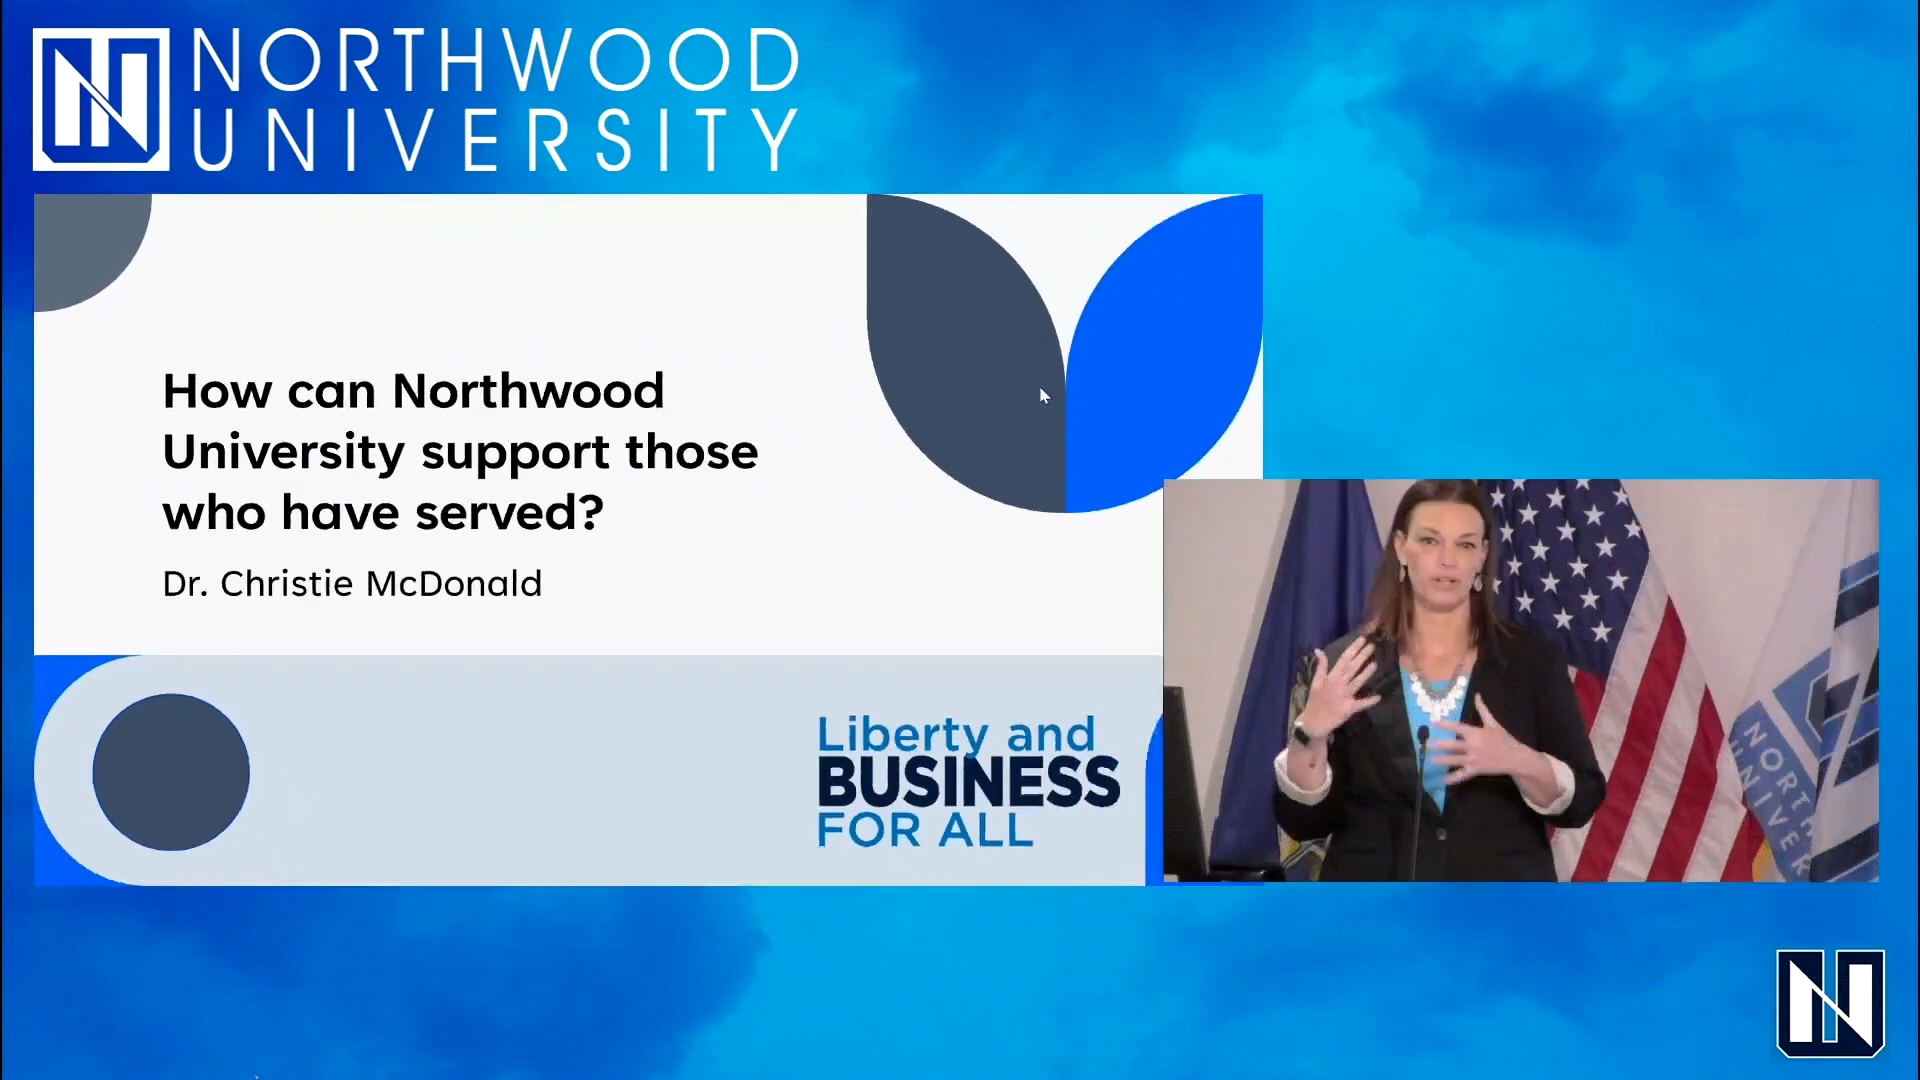 NORTHWOOD
UNIVERSITY
How can Northwood
University support those
who have served?
Dr. Christie McDonald
Liberty and
BUSINESS
FOR ALL